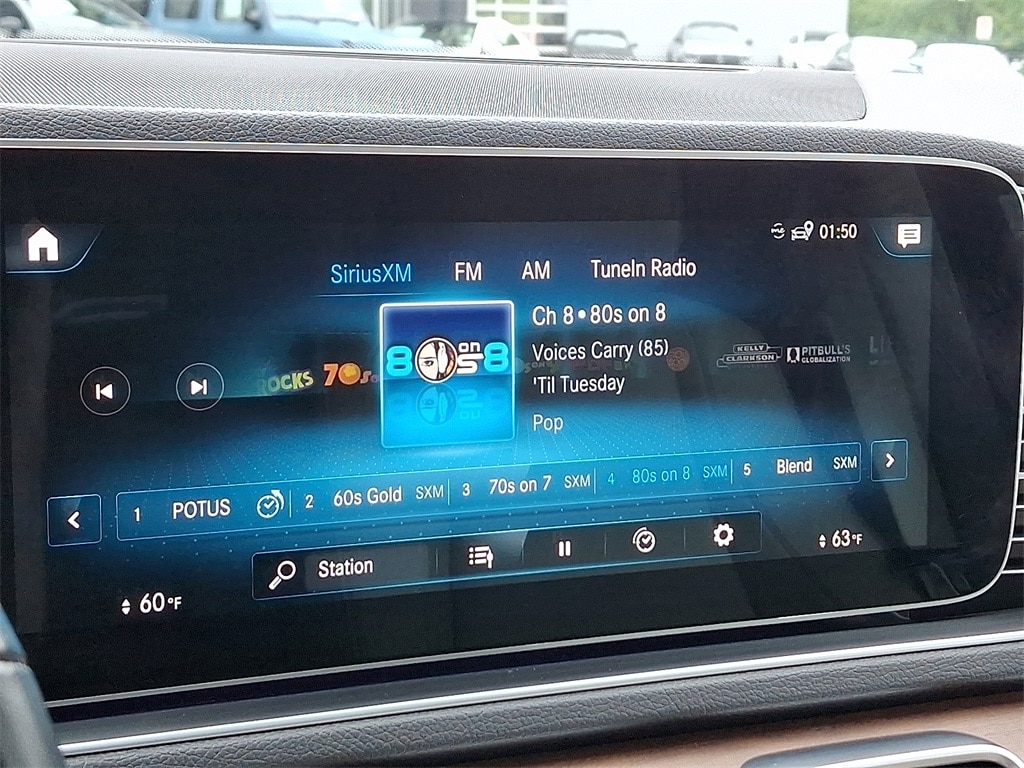 01:50
SiriusXM FM AM TuneIn Radio
Ch 8 • 80s on 8
Voices Carry (85)
'Til Tuesday
Pop
ROCKS 70s
80s on 8
KELLY CLARKSON
PITBULL'S GLOBALIZATION
1 POTUS 2 60s Gold SXM 3 70s on 7 SXM 4 80s on 8 SXM 5 Blend SXM
Station
60°F
63°F